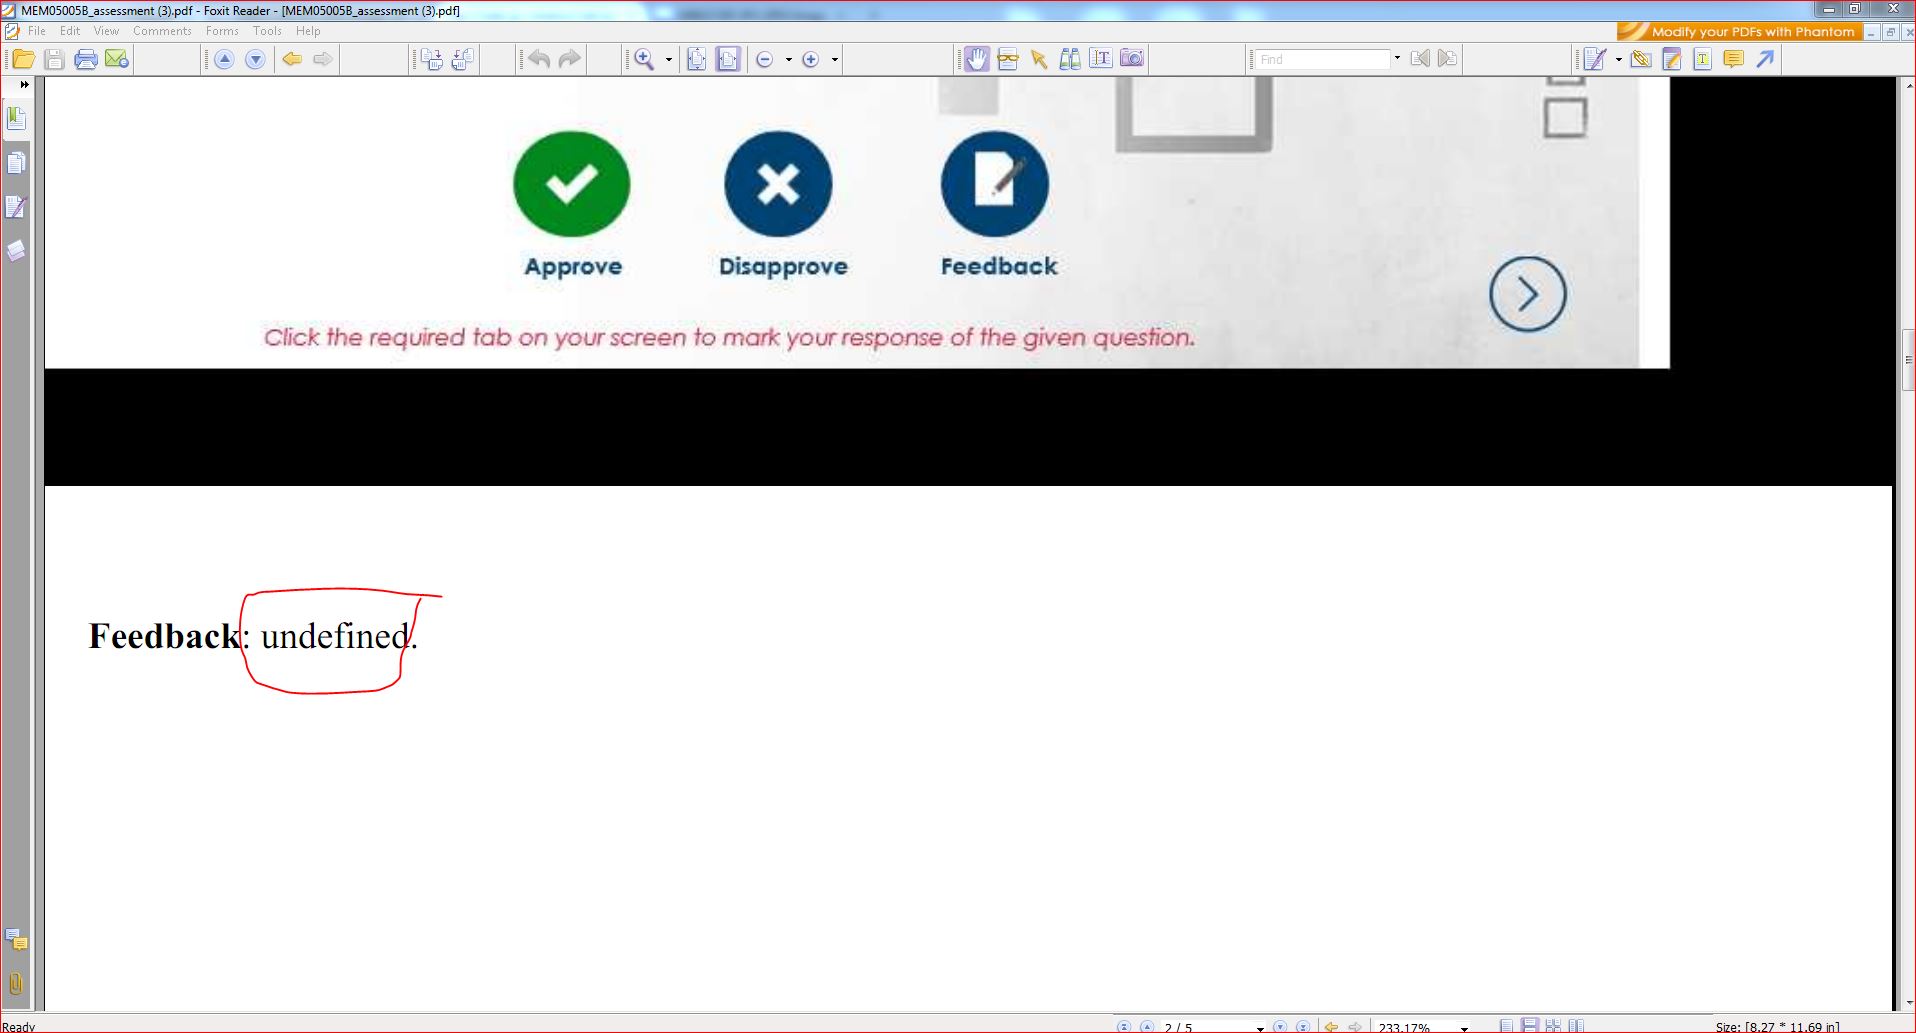 MEM05005B_assessment (3).pdf - Foxit Reader - [MEM05005B_assessment (3).pdf]
File Edit View Comments Forms Tools Help
Modify your PDFs with Phantom
Find
Approve Disapprove Feedback
Click the required tab on your screen to mark your response of the given question.
Feedback: undefined.
Ready
2 / 5
233.17%
Size: [8.27 * 11.69 in]